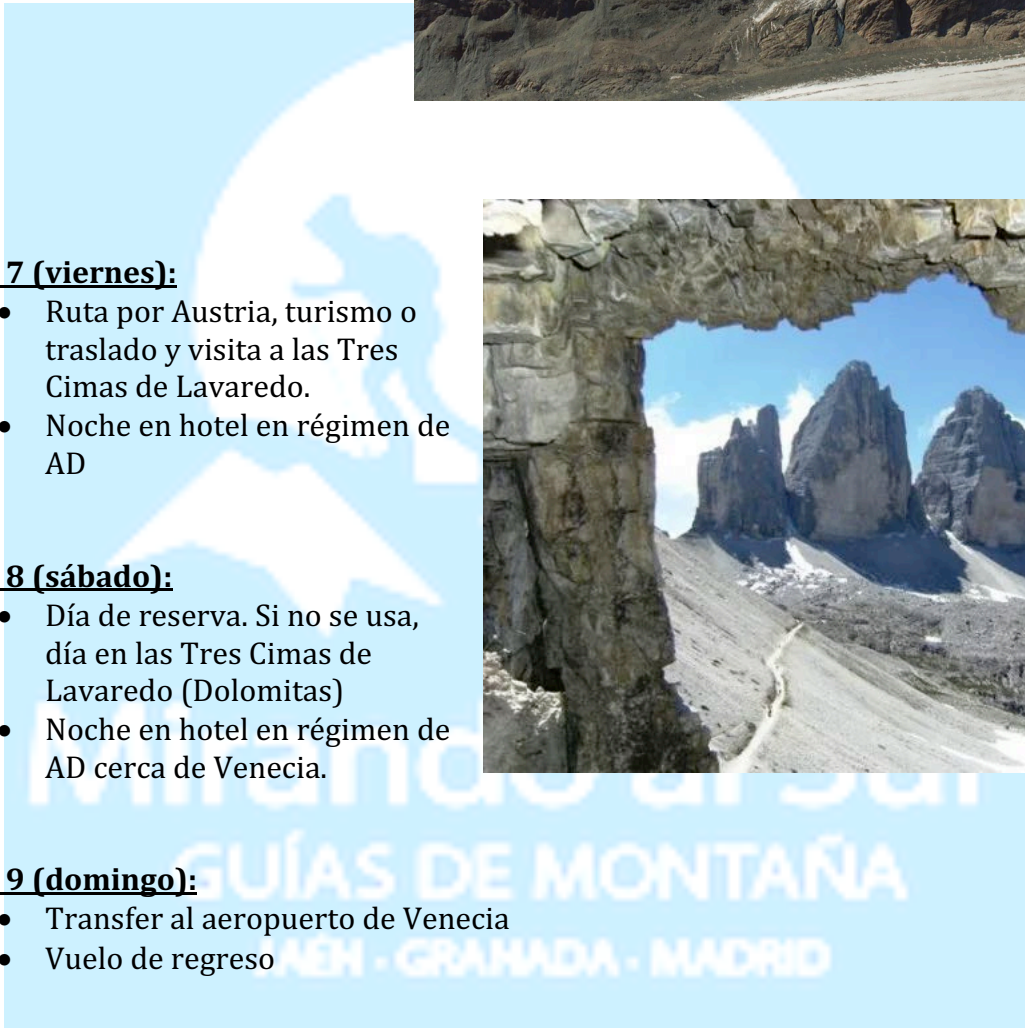 7 (viernes):
• Ruta por Austria, turismo o
traslado y visita a las Tres
Cimas de Lavaredo.
• Noche en hotel en régimen de
AD
8 (sábado):
• Día de reserva. Si no se usa,
día en las Tres Cimas de
Lavaredo (Dolomitas)
• Noche en hotel en régimen de
AD cerca de Venecia.
Mirando al Sur
GUÍAS DE MONTAÑA
9 (domingo):
• Transfer al aeropuerto de Venecia
• Vuelo de regreso
JAÉN - GRANADA - MADRID